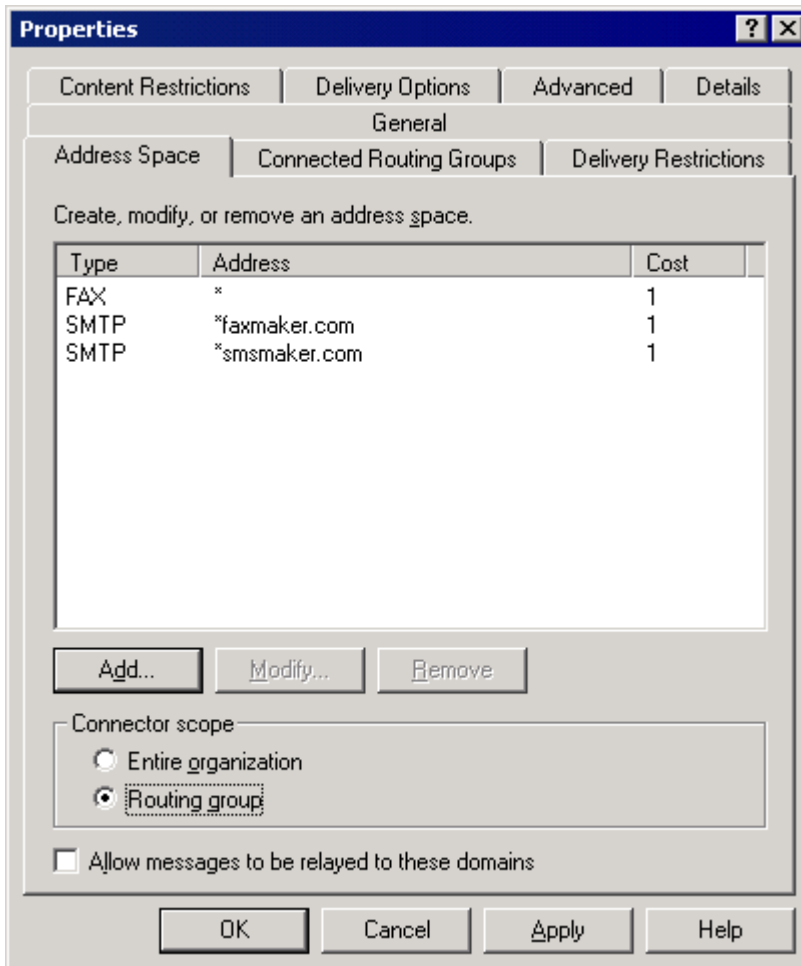 Properties
Content Restrictions Delivery Options Advanced Details
General
Address Space Connected Routing Groups Delivery Restrictions
Create, modify, or remove an address space.
Type Address Cost
FAX * 1
SMTP *faxmaker.com 1
SMTP *smsmaker.com 1
Add... Modify... Remove
Connector scope
Entire organization
Routing group
Allow messages to be relayed to these domains
OK Cancel Apply Help